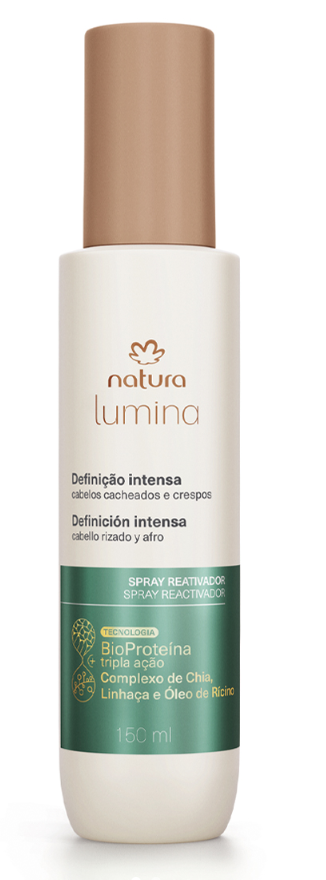 natura
lumina
Definição intensa
cabelos cacheados e crespos
Definición intensa
cabello rizado y afro
SPRAY REATIVADOR
SPRAY REACTIVADOR
TECNOLOGIA
BioProteína
tripla ação
Complexo de Chia,
Linhaça e Óleo de Rícino
150 ml